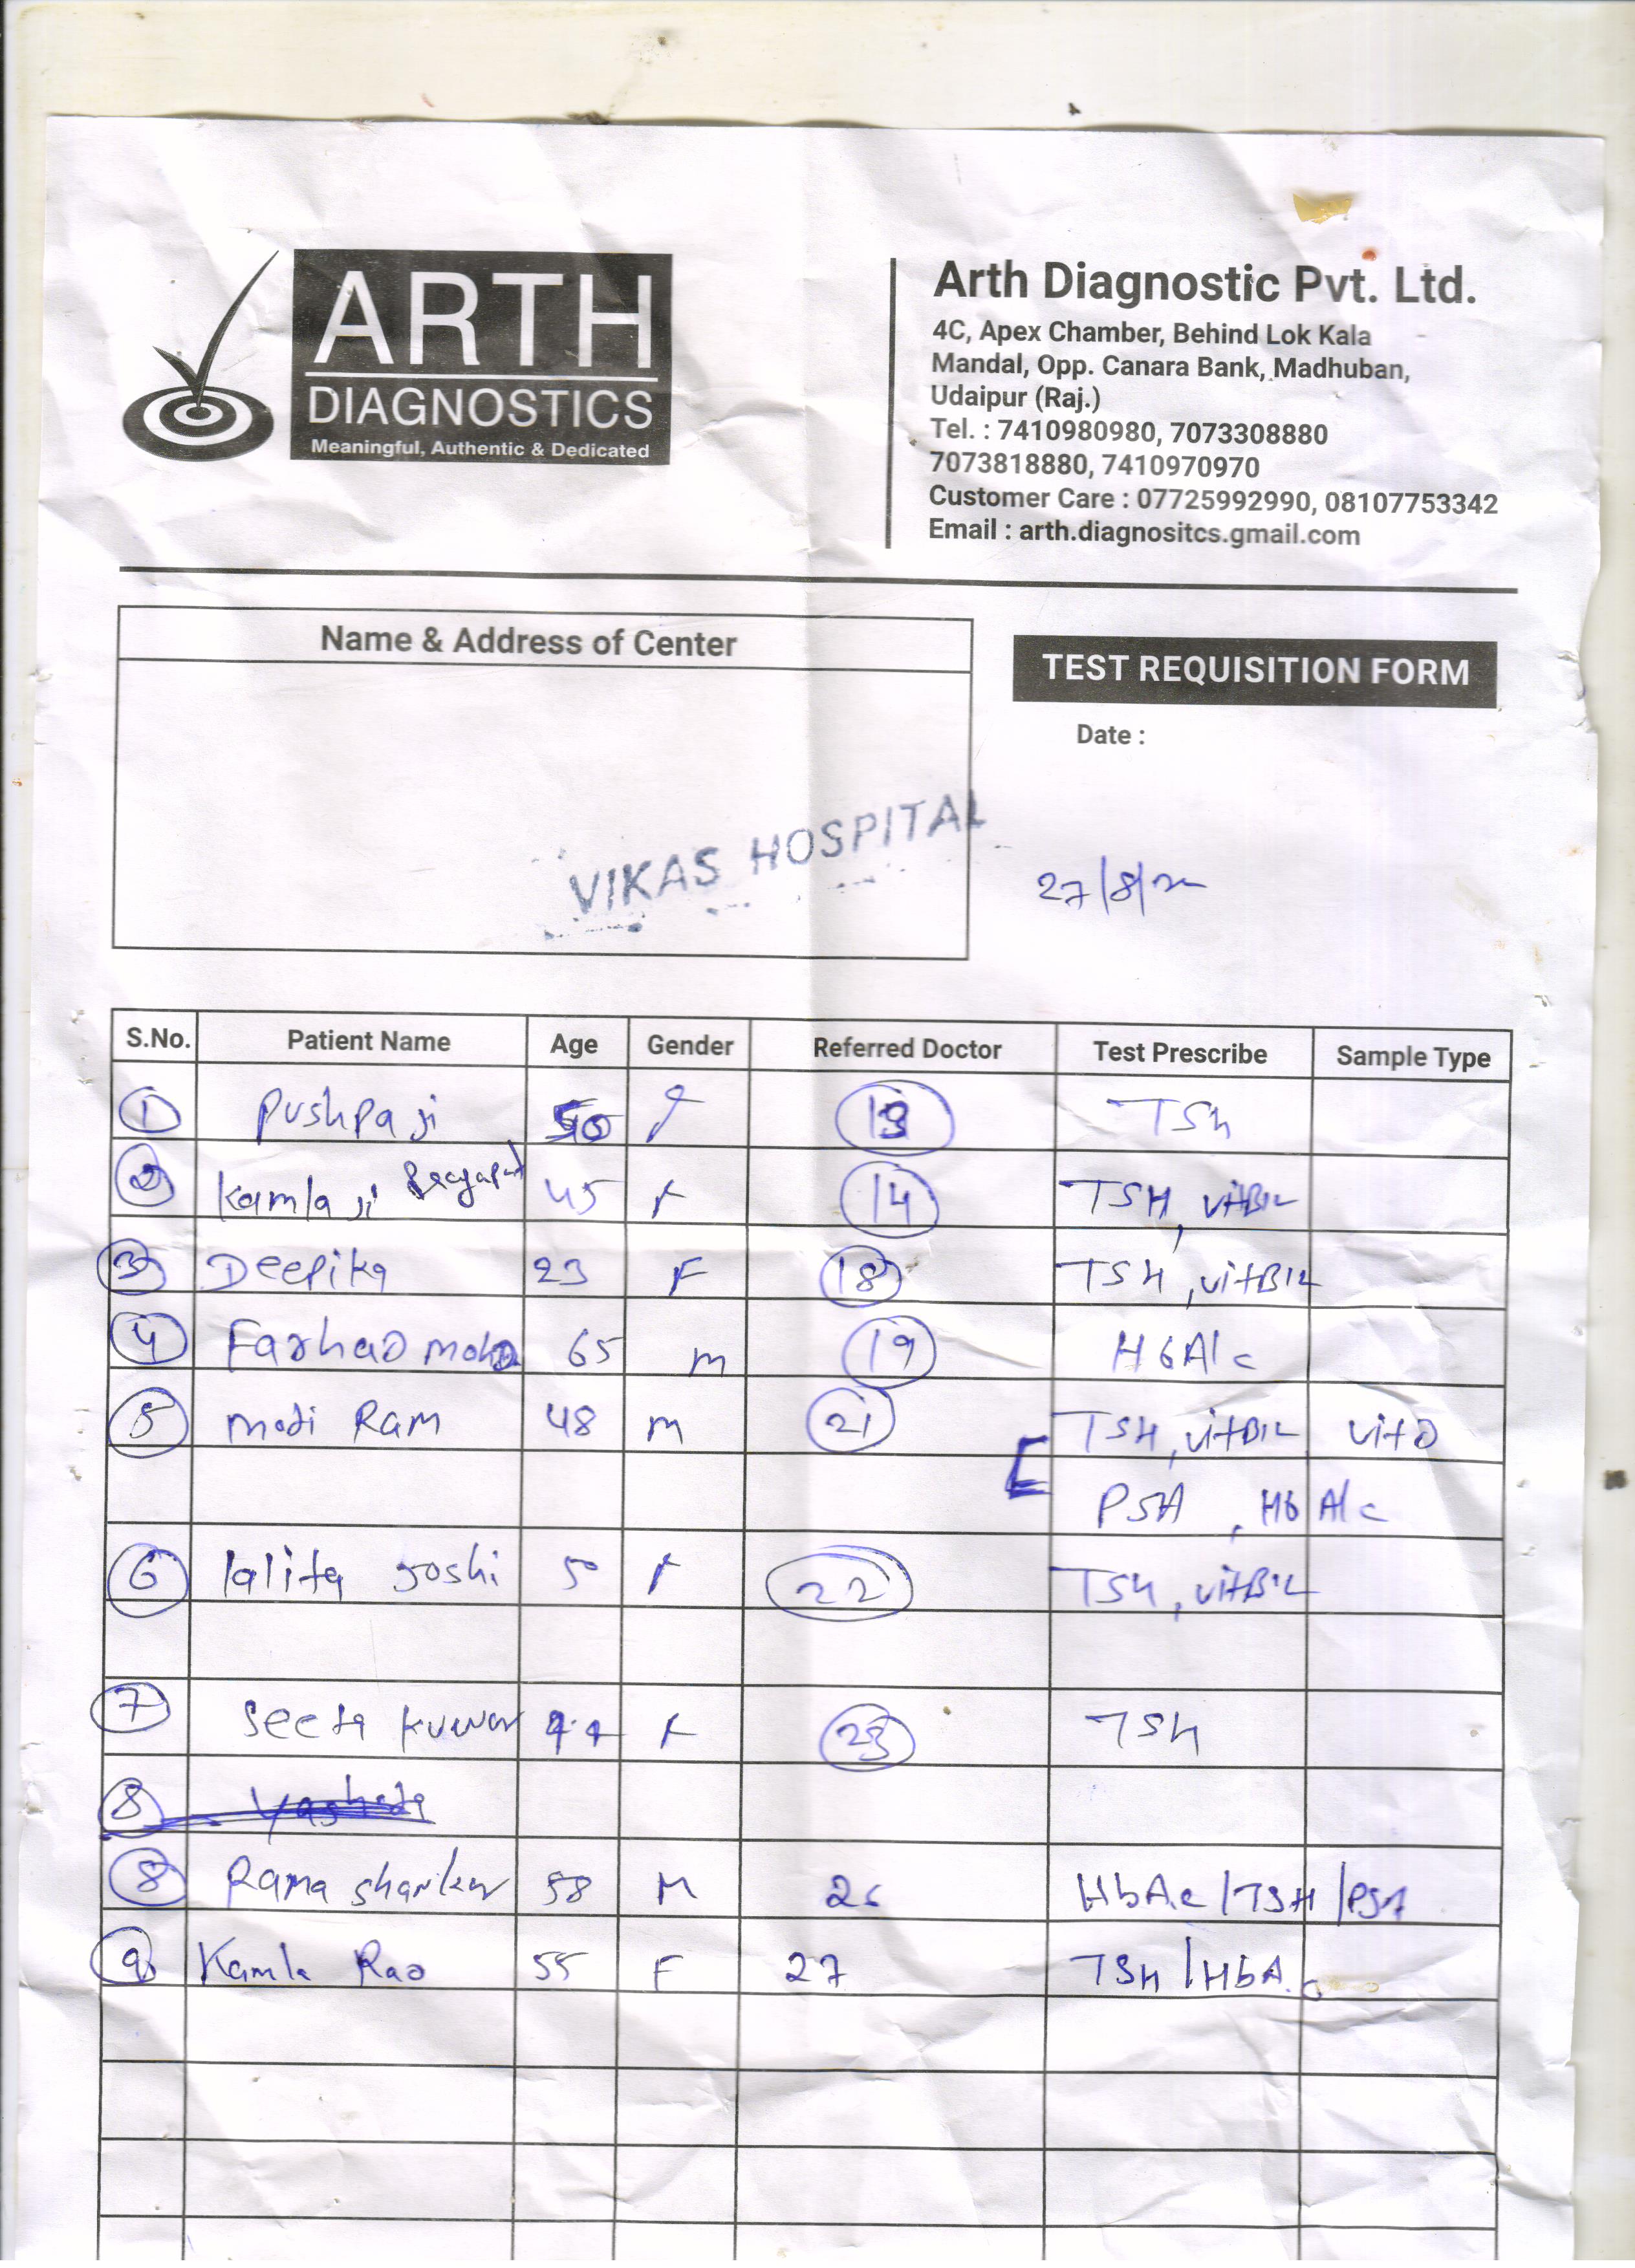 ARTH
DIAGNOSTICS
Meaningful, Authentic & Dedicated
Arth Diagnostic Pvt. Ltd.
4C, Apex Chamber, Behind Lok Kala
Mandal, Opp. Canara Bank, Madhuban,
Udaipur (Raj.)
Tel. : 7410980980, 7073308880
7073818880, 7410970970
Customer Care : 07725992990, 08107753342
Email : arth.diagnositcs.gmail.com
Name & Address of Center
TEST REQUISITION FORM
Date :
VIKAS HOSPITAL
27/8/
S.No. Patient Name Age Gender Referred Doctor Test Prescribe Sample Type
1 Pushpa ji 50 F 13 TSH
2 Kamla ji 45 F 14 TSH, vitB12
3 Deepika 23 F 18 TSH, vitB12
4 Farhad mohd 65 m 19 HbA1c
5 moti Ram 48 m 21 TSH, vitB12 vitD
PSA, HbA1c
6 lalita Joshi 50 F 22 TSH, vitB12
7 Seeta kuwar 44 F 23 TSH
8
8 Rama shanker 58 M 26 HbA1c / TSH / PSA
9 Kamla Rao 55 F 27 TSH / HbA1c